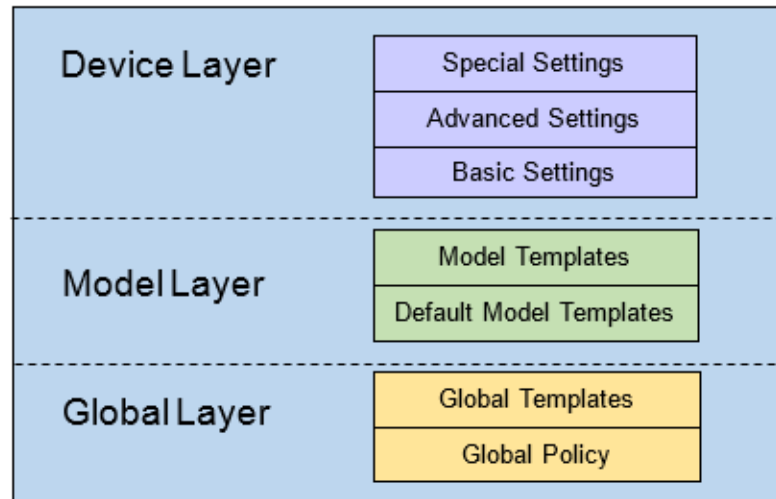 Device Layer
Special Settings
Advanced Settings
Basic Settings
Model Layer
Model Templates
Default Model Templates
Global Layer
Global Templates
Global Policy